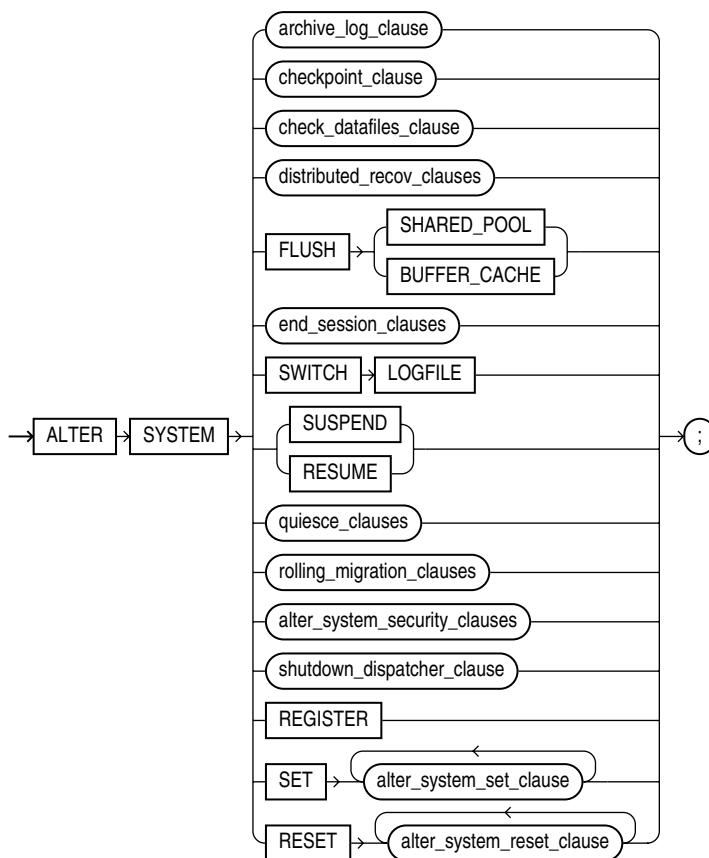 archive_log_clause
checkpoint_clause
check_datafiles_clause
distributed_recov_clauses
SHARED_POOL
FLUSH
BUFFER_CACHE
end_session_clauses
SWITCH LOGFILE
SUSPEND
ALTER SYSTEM ;
RESUME
quiesce_clauses
rolling_migration_clauses
alter_system_security_clauses
shutdown_dispatcher_clause
REGISTER
SET alter_system_set_clause
RESET alter_system_reset_clause